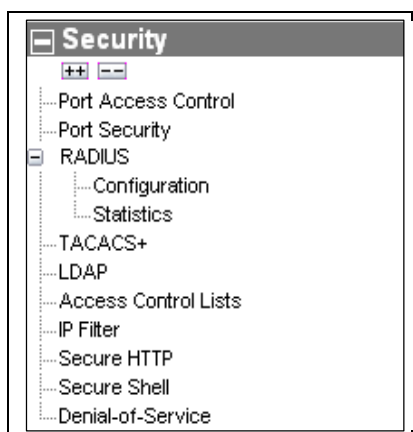 Security
++ --
Port Access Control
Port Security
RADIUS
Configuration
Statistics
TACACS+
LDAP
Access Control Lists
IP Filter
Secure HTTP
Secure Shell
Denial-of-Service